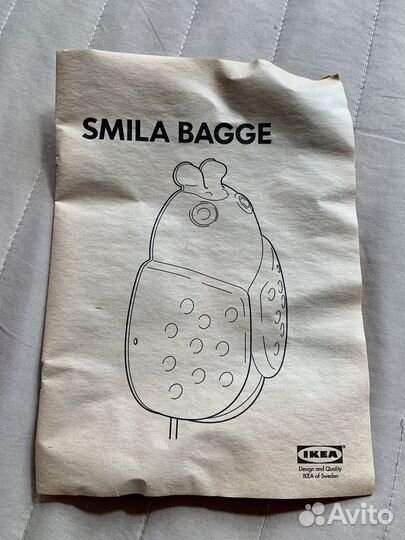 SMILA BAGGE
IKEA®
Design and Quality
IKEA of Sweden
Avito